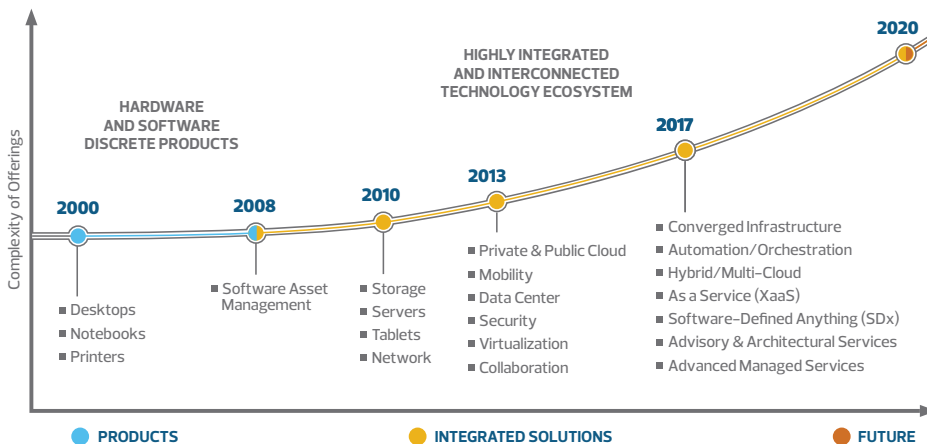 Complexity of Offerings
HARDWARE
AND SOFTWARE
DISCRETE PRODUCTS
HIGHLY INTEGRATED
AND INTERCONNECTED
TECHNOLOGY ECOSYSTEM
2000
▪ Desktops
▪ Notebooks
▪ Printers
2008
▪ Software Asset
Management
2010
▪ Storage
▪ Servers
▪ Tablets
▪ Network
2013
▪ Private & Public Cloud
▪ Mobility
▪ Data Center
▪ Security
▪ Virtualization
▪ Collaboration
2017
▪ Converged Infrastructure
▪ Automation/Orchestration
▪ Hybrid/Multi-Cloud
▪ As a Service (XaaS)
▪ Software-Defined Anything (SDx)
▪ Advisory & Architectural Services
▪ Advanced Managed Services
2020
PRODUCTS
INTEGRATED SOLUTIONS
FUTURE